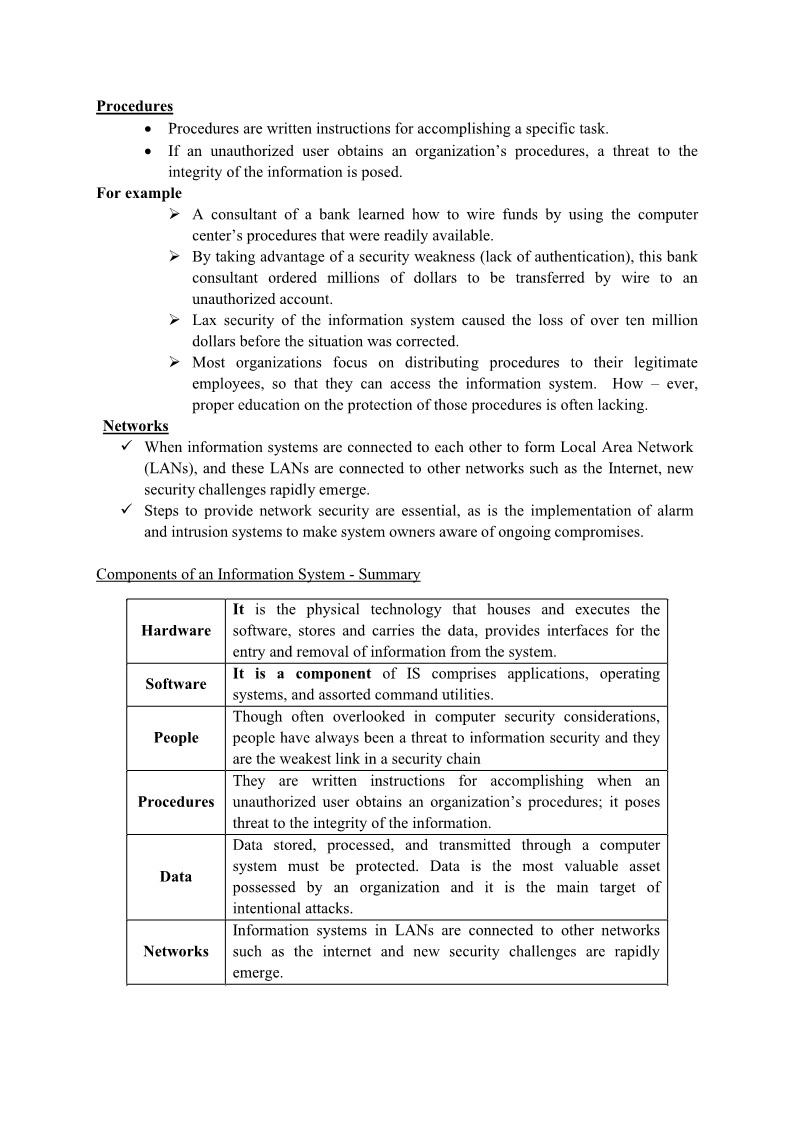 Procedures
• Procedures are written instructions for accomplishing a specific task.
• If an unauthorized user obtains an organization’s procedures, a threat to the
integrity of the information is posed.
For example
➢ A consultant of a bank learned how to wire funds by using the computer
center’s procedures that were readily available.
➢ By taking advantage of a security weakness (lack of authentication), this bank
consultant ordered millions of dollars to be transferred by wire to an
unauthorized account.
➢ Lax security of the information system caused the loss of over ten million
dollars before the situation was corrected.
➢ Most organizations focus on distributing procedures to their legitimate
employees, so that they can access the information system. How – ever,
proper education on the protection of those procedures is often lacking.
Networks
✓ When information systems are connected to each other to form Local Area Network
(LANs), and these LANs are connected to other networks such as the Internet, new
security challenges rapidly emerge.
✓ Steps to provide network security are essential, as is the implementation of alarm
and intrusion systems to make system owners aware of ongoing compromises.
Components of an Information System - Summary
Hardware
It is the physical technology that houses and executes the
software, stores and carries the data, provides interfaces for the
entry and removal of information from the system.
Software
It is a component of IS comprises applications, operating
systems, and assorted command utilities.
People
Though often overlooked in computer security considerations,
people have always been a threat to information security and they
are the weakest link in a security chain
Procedures
They are written instructions for accomplishing when an
unauthorized user obtains an organization’s procedures; it poses
threat to the integrity of the information.
Data
Data stored, processed, and transmitted through a computer
system must be protected. Data is the most valuable asset
possessed by an organization and it is the main target of
intentional attacks.
Networks
Information systems in LANs are connected to other networks
such as the internet and new security challenges are rapidly
emerge.